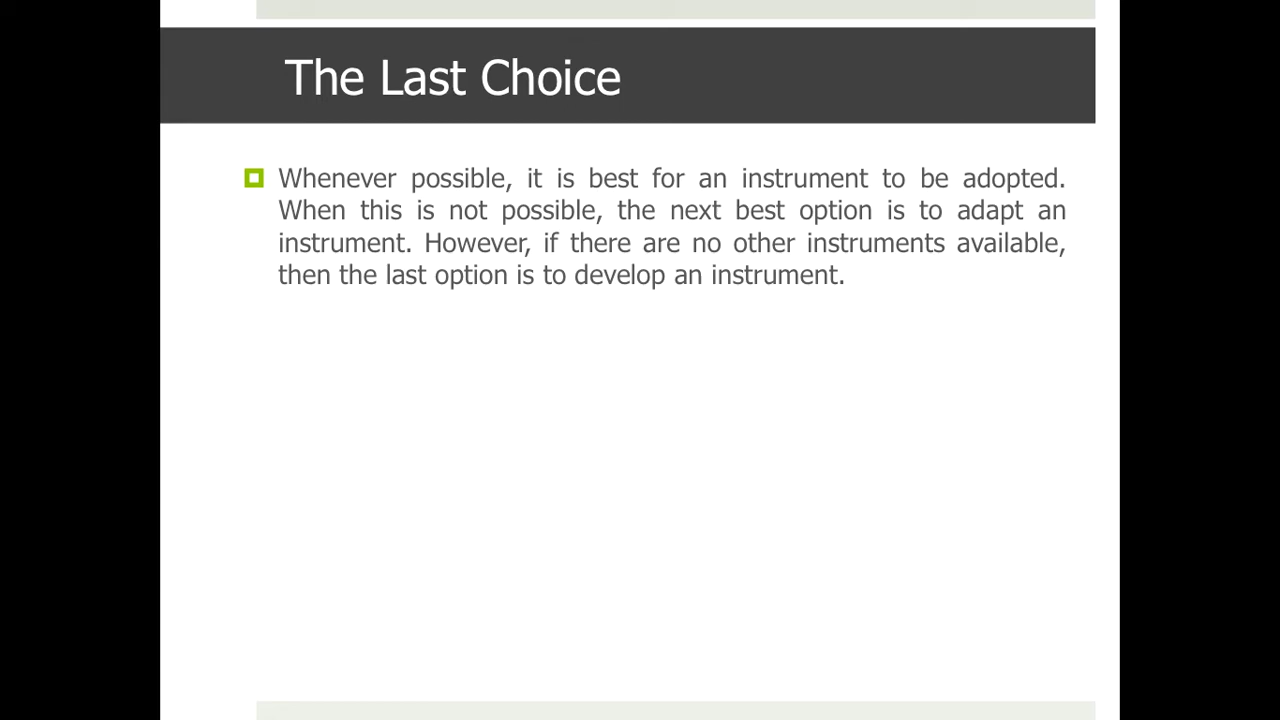 The Last Choice
Whenever possible, it is best for an instrument to be adopted.
When this is not possible, the next best option is to adapt an
instrument. However, if there are no other instruments available,
then the last option is to develop an instrument.